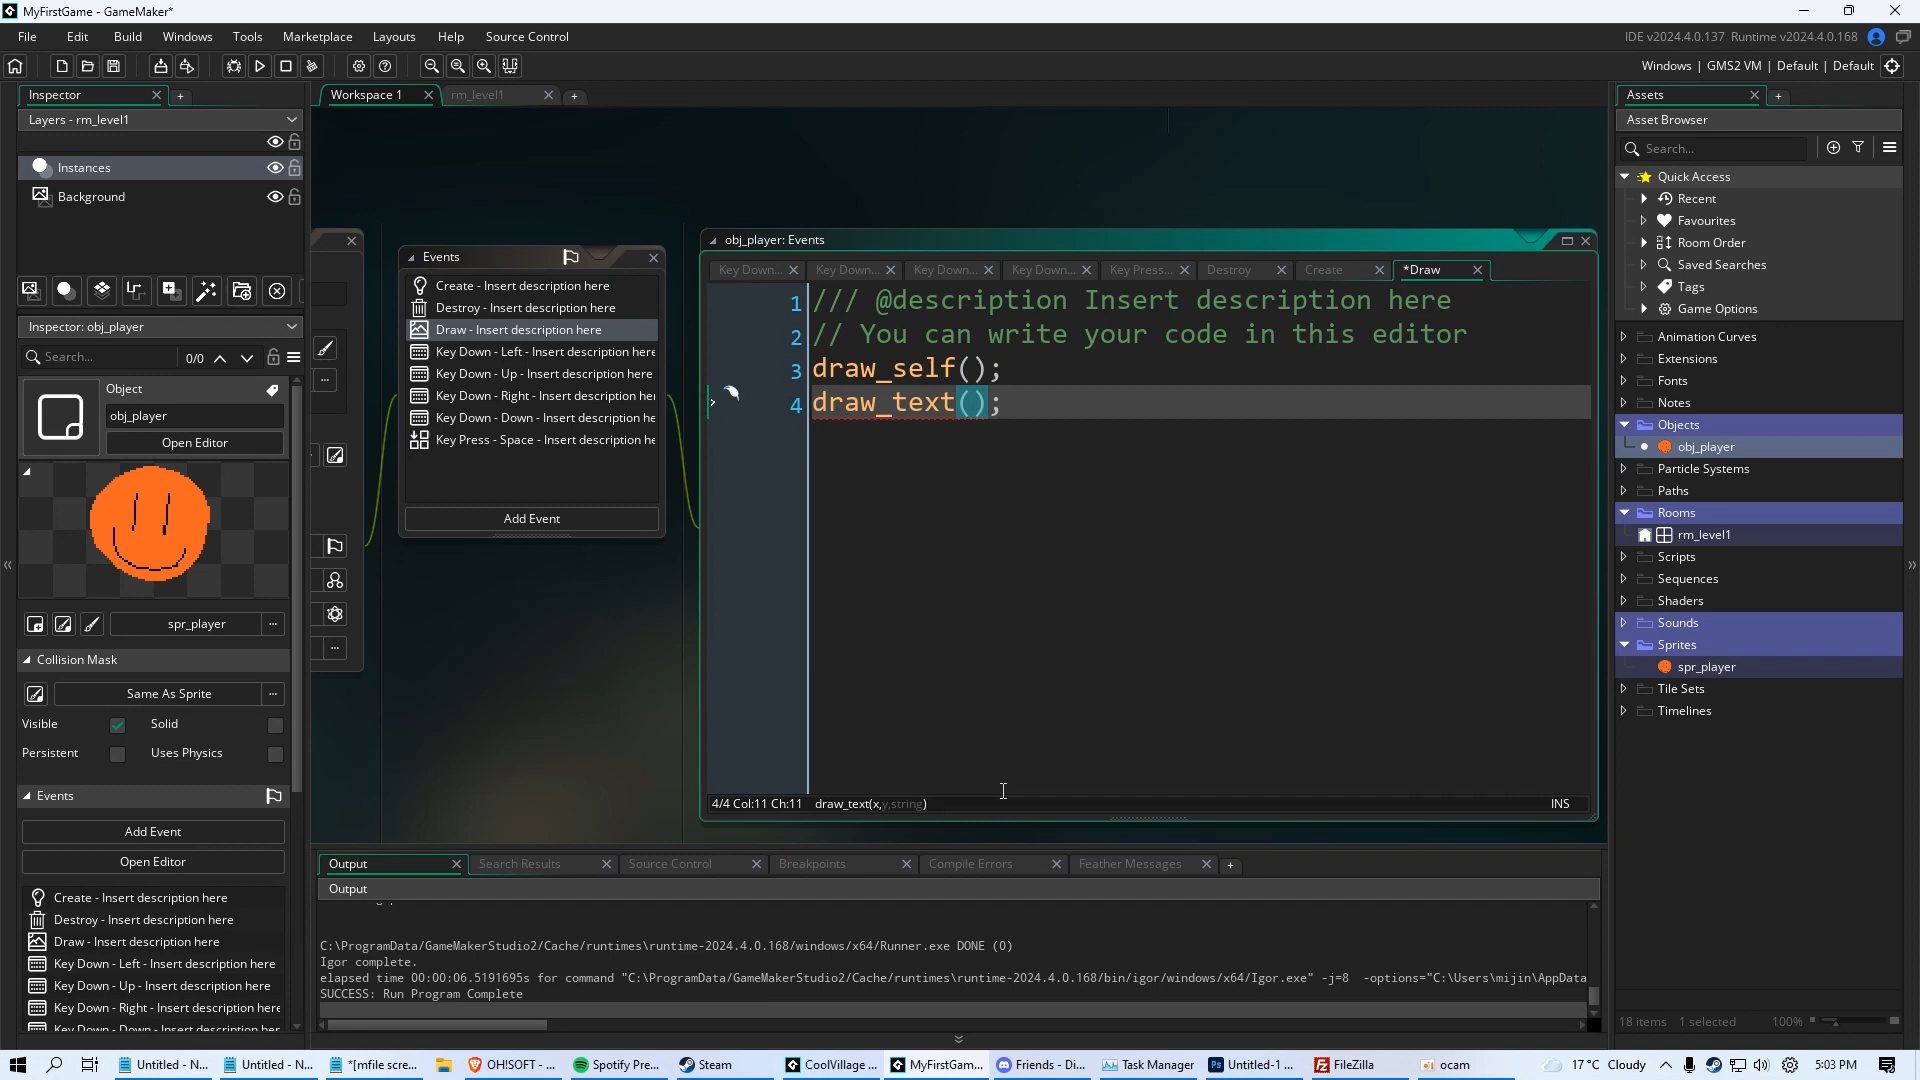 MyFirstGame - GameMaker*
File Edit Build Windows Tools Marketplace Layouts Help Source Control
IDE v2024.4.0.137 Runtime v2024.4.0.168
Windows | GMS2 VM | Default | Default
Inspector
Layers - rm_level1
Instances
Background
Inspector: obj_player
Search... 0/0
Object
obj_player
Open Editor
spr_player
Collision Mask
Same As Sprite
Visible Solid
Persistent Uses Physics
Events
Add Event
Open Editor
Create - Insert description here
Destroy - Insert description here
Draw - Insert description here
Key Down - Left - Insert description here
Key Down - Up - Insert description here
Key Down - Right - Insert description here
Key Down - Down - Insert description her
Workspace 1 rm_level1
Events
Create - Insert description here
Destroy - Insert description here
Draw - Insert description here
Key Down - Left - Insert description here
Key Down - Up - Insert description here
Key Down - Right - Insert description her
Key Down - Down - Insert description here
Key Press - Space - Insert description he
Add Event
obj_player: Events
Key Down... Key Down... Key Down... Key Down... Key Press... Destroy Create *Draw
1 /// @description Insert description here
2 // You can write your code in this editor
3 draw_self();
4 draw_text();
4/4 Col:11 Ch:11 draw_text(x,y,string) INS
Output Search Results Source Control Breakpoints Compile Errors Feather Messages
Output
C:\ProgramData/GameMakerStudio2/Cache/runtimes\runtime-2024.4.0.168/windows/x64/Runner.exe DONE (0)
Igor complete.
elapsed time 00:00:06.5191695s for command "C:\ProgramData/GameMakerStudio2/Cache/runtimes\runtime-2024.4.0.168/bin/igor/windows/x64/Igor.exe" -j=8 -options="C:\Users\mijin\AppData
SUCCESS: Run Program Complete
Assets
Asset Browser
Search...
Quick Access
Recent
Favourites
Room Order
Saved Searches
Tags
Game Options
Animation Curves
Extensions
Fonts
Notes
Objects
obj_player
Particle Systems
Paths
Rooms
rm_level1
Scripts
Sequences
Shaders
Sounds
Sprites
spr_player
Tile Sets
Timelines
18 items 1 selected 100%
Untitled - N... Untitled - N... *[mfile scre... OH!SOFT - ... Spotify Pre... Steam CoolVillage ... MyFirstGam... Friends - Di... Task Manager Untitled-1 ... FileZilla ocam 17°C Cloudy 5:03 PM